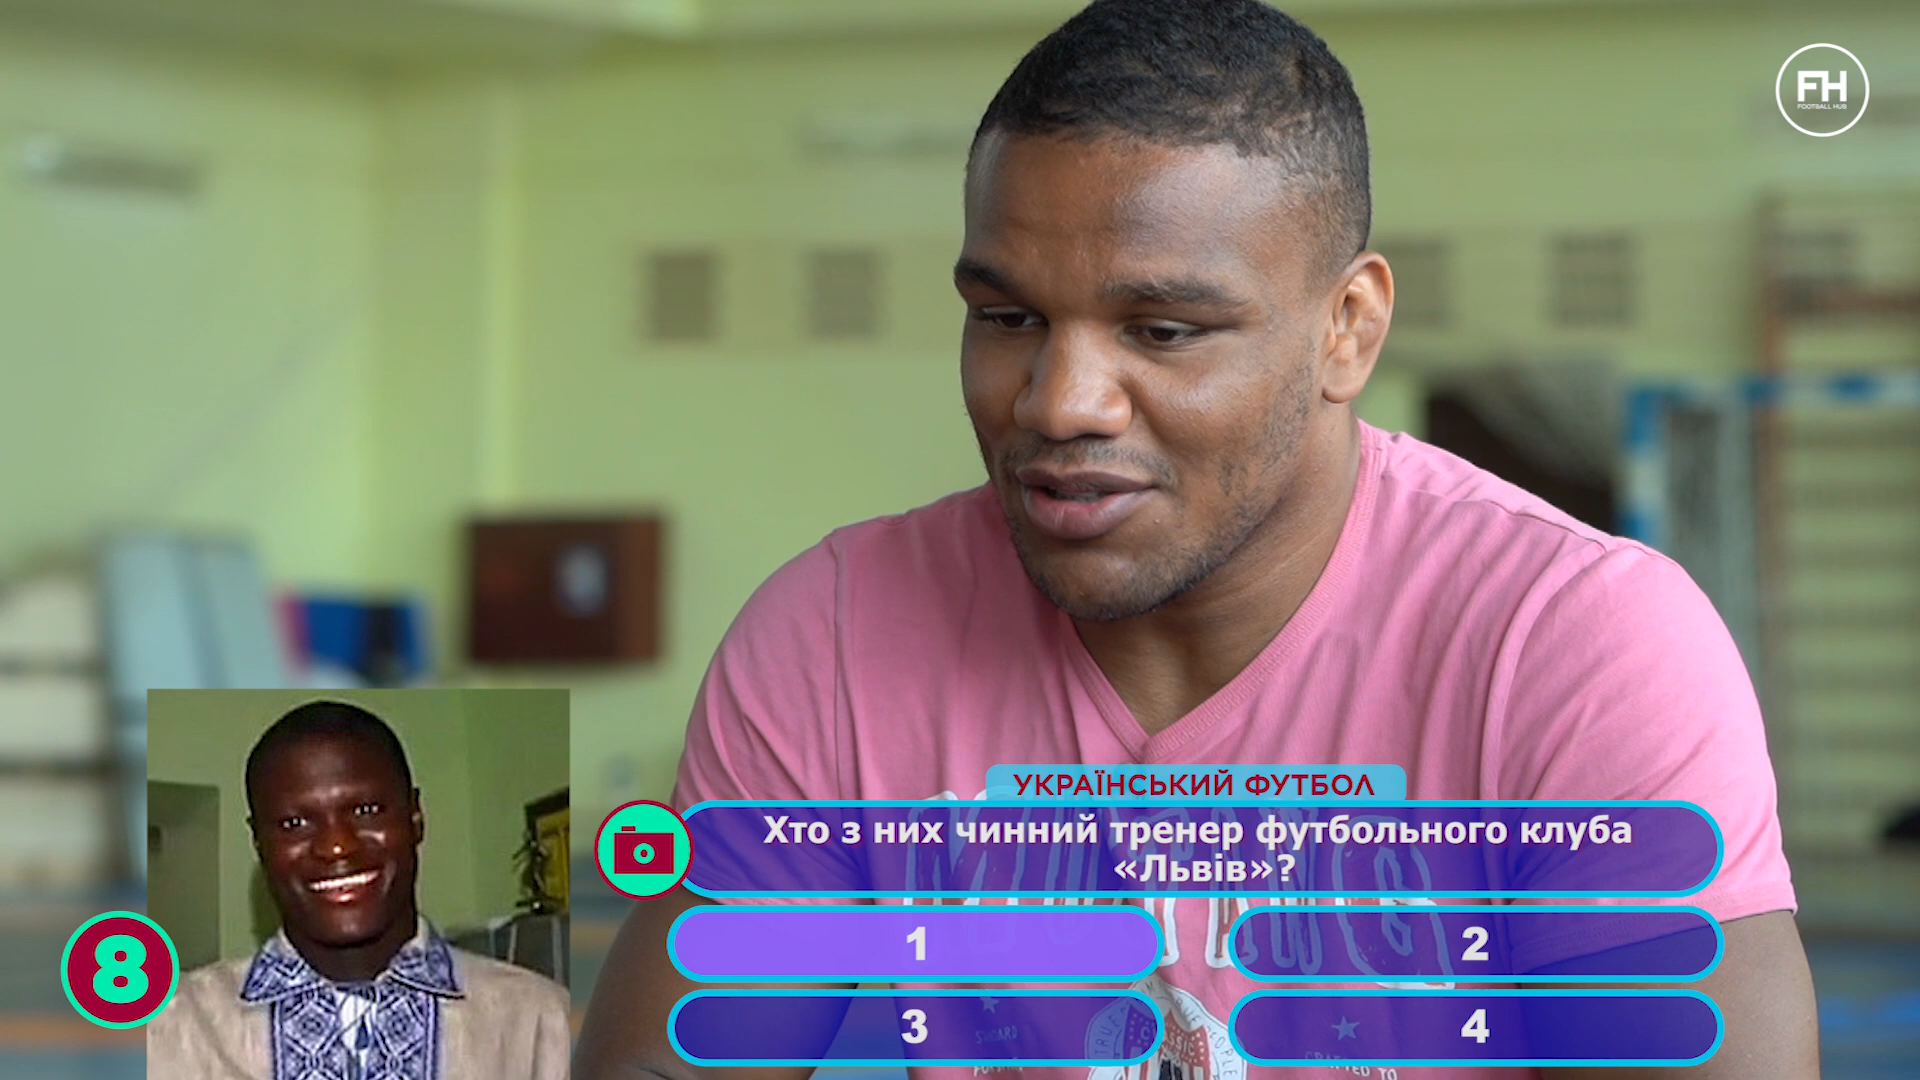 FH
FOOTBALL HUB
УКРАЇНСЬКИЙ ФУТБОЛ
Хто з них чинний тренер футбольного клуба
«Львів»?
8
1
2
3
4